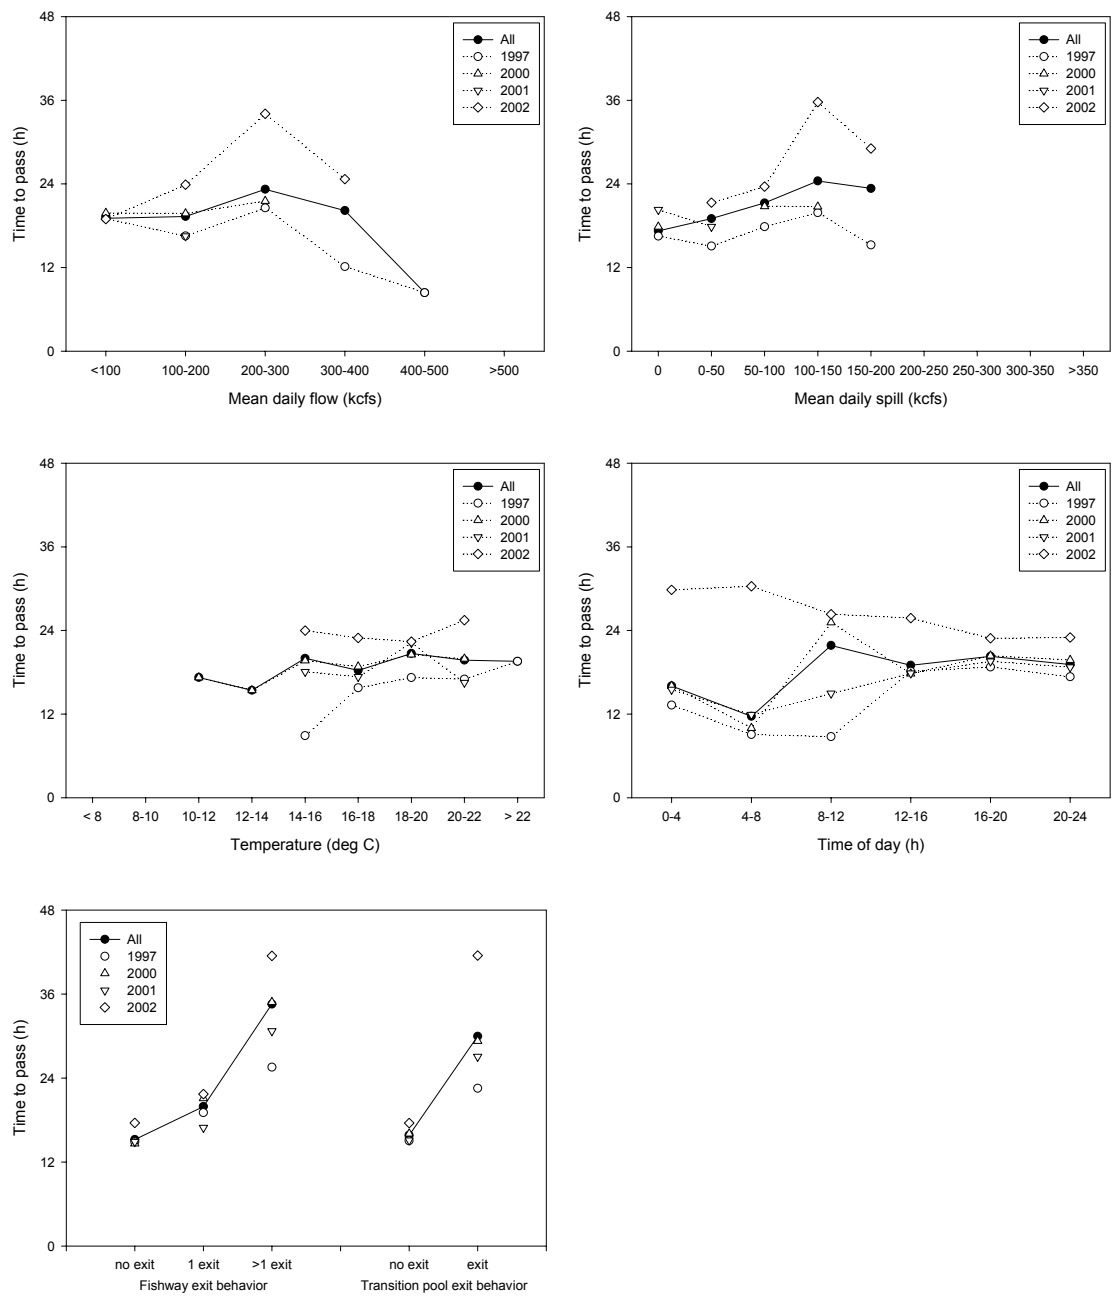 48
36
24
12
0
Time to pass (h)
All
1997
2000
2001
2002
<100 100-200 200-300 300-400 400-500 >500
Mean daily flow (kcfs)
48
36
24
12
0
Time to pass (h)
All
1997
2000
2001
2002
0 0-50 50-100 100-150 150-200 200-250 250-300 300-350 >350
Mean daily spill (kcfs)
48
36
24
12
0
Time to pass (h)
All
1997
2000
2001
2002
< 8 8-10 10-12 12-14 14-16 16-18 18-20 20-22 > 22
Temperature (deg C)
48
36
24
12
0
Time to pass (h)
All
1997
2000
2001
2002
0-4 4-8 8-12 12-16 16-20 20-24
Time of day (h)
48
36
24
12
0
Time to pass (h)
All
1997
2000
2001
2002
no exit 1 exit >1 exit no exit exit
Fishway exit behavior Transition pool exit behavior